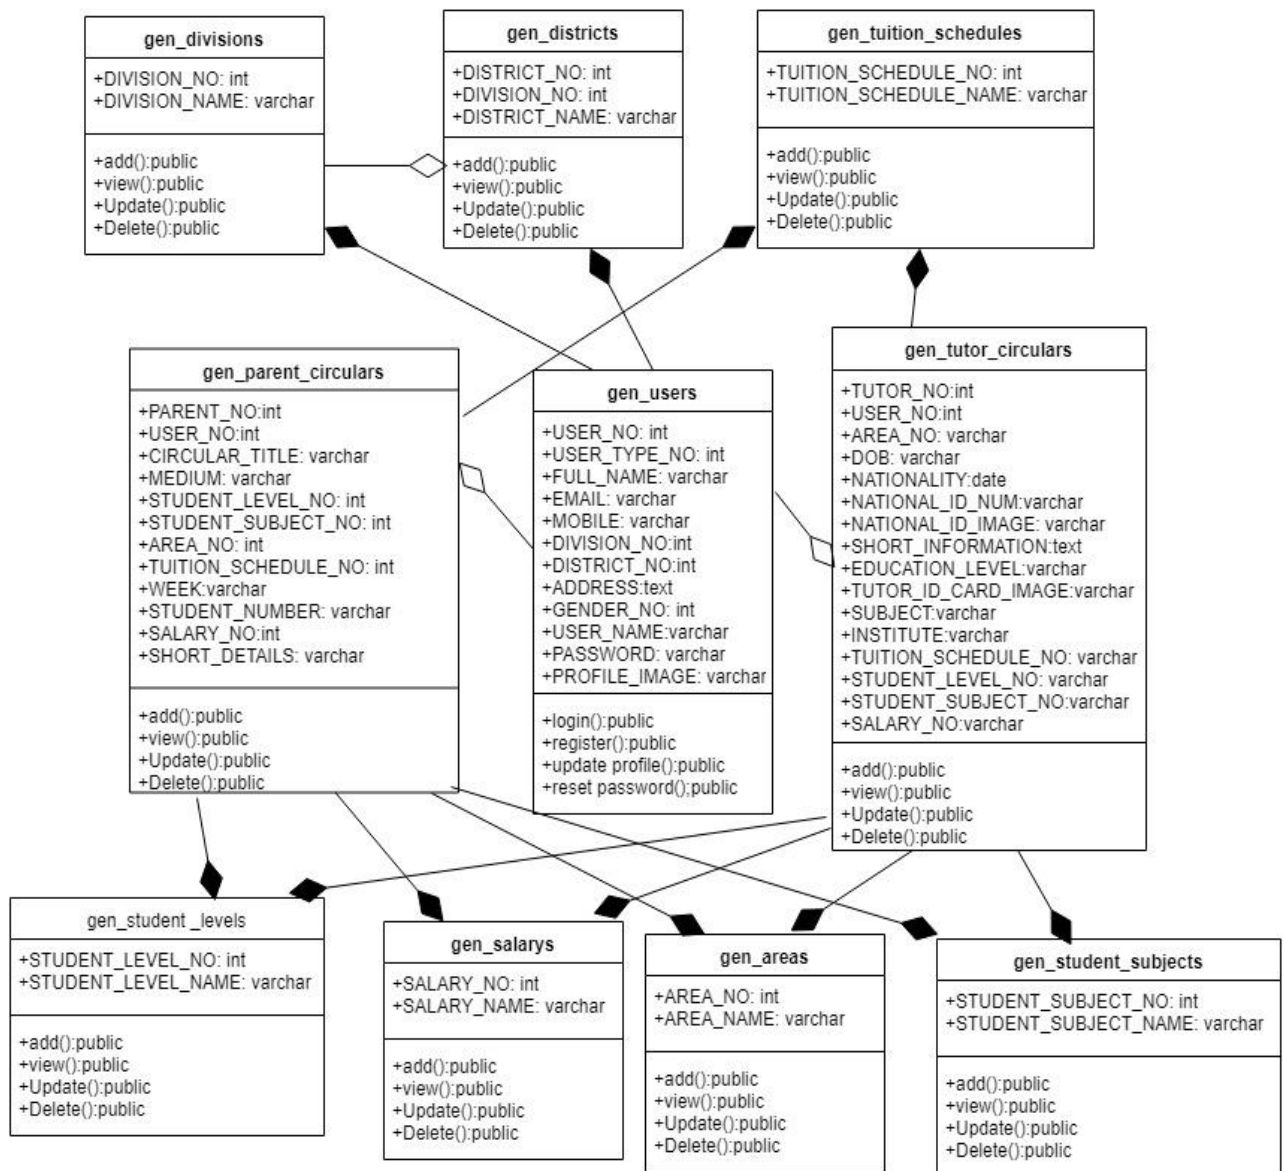 gen_divisions
+DIVISION_NO: int
+DIVISION_NAME: varchar
+add():public
+view():public
+Update():public
+Delete():public
gen_districts
+DISTRICT_NO: int
+DIVISION_NO: int
+DISTRICT_NAME: varchar
+add():public
+view():public
+Update():public
+Delete():public
gen_tuition_schedules
+TUITION_SCHEDULE_NO: int
+TUITION_SCHEDULE_NAME: varchar
+add():public
+view():public
+Update():public
+Delete():public
gen_parent_circulars
+PARENT_NO:int
+USER_NO:int
+CIRCULAR_TITLE: varchar
+MEDIUM: varchar
+STUDENT_LEVEL_NO: int
+STUDENT_SUBJECT_NO: int
+AREA_NO: int
+TUITION_SCHEDULE_NO: int
+WEEK:varchar
+STUDENT_NUMBER: varchar
+SALARY_NO:int
+SHORT_DETAILS: varchar
+add():public
+view():public
+Update():public
+Delete():public
gen_users
+USER_NO: int
+USER_TYPE_NO: int
+FULL_NAME: varchar
+EMAIL: varchar
+MOBILE: varchar
+DIVISION_NO:int
+DISTRICT_NO:int
+ADDRESS:text
+GENDER_NO: int
+USER_NAME:varchar
+PASSWORD: varchar
+PROFILE_IMAGE: varchar
+login():public
+register():public
+update profile():public
+reset password();public
gen_tutor_circulars
+TUTOR_NO:int
+USER_NO:int
+AREA_NO: varchar
+DOB: varchar
+NATIONALITY:date
+NATIONAL_ID_NUM:varchar
+NATIONAL_ID_IMAGE: varchar
+SHORT_INFORMATION:text
+EDUCATION_LEVEL:varchar
+TUTOR_ID_CARD_IMAGE:varchar
+SUBJECT:varchar
+INSTITUTE:varchar
+TUITION_SCHEDULE_NO: varchar
+STUDENT_LEVEL_NO: varchar
+STUDENT_SUBJECT_NO:varchar
+SALARY_NO:varchar
+add():public
+view():public
+Update():public
+Delete():public
gen_student _levels
+STUDENT_LEVEL_NO: int
+STUDENT_LEVEL_NAME: varchar
+add():public
+view():public
+Update():public
+Delete():public
gen_salarys
+SALARY_NO: int
+SALARY_NAME: varchar
+add():public
+view():public
+Update():public
+Delete():public
gen_areas
+AREA_NO: int
+AREA_NAME: varchar
+add():public
+view():public
+Update():public
+Delete():public
gen_student_subjects
+STUDENT_SUBJECT_NO: int
+STUDENT_SUBJECT_NAME: varchar
+add():public
+view():public
+Update():public
+Delete():public